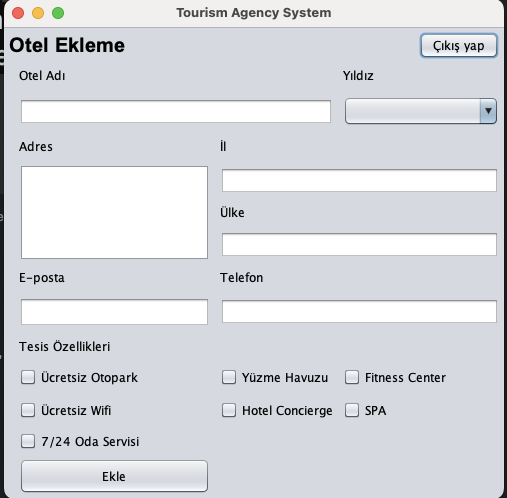 Tourism Agency System
Otel Ekleme Çıkış yap
Otel Adı Yıldız
Adres İl
Ülke
E-posta Telefon
Tesis Özellikleri
Ücretsiz Otopark Yüzme Havuzu Fitness Center
Ücretsiz Wifi Hotel Concierge SPA
7/24 Oda Servisi
Ekle